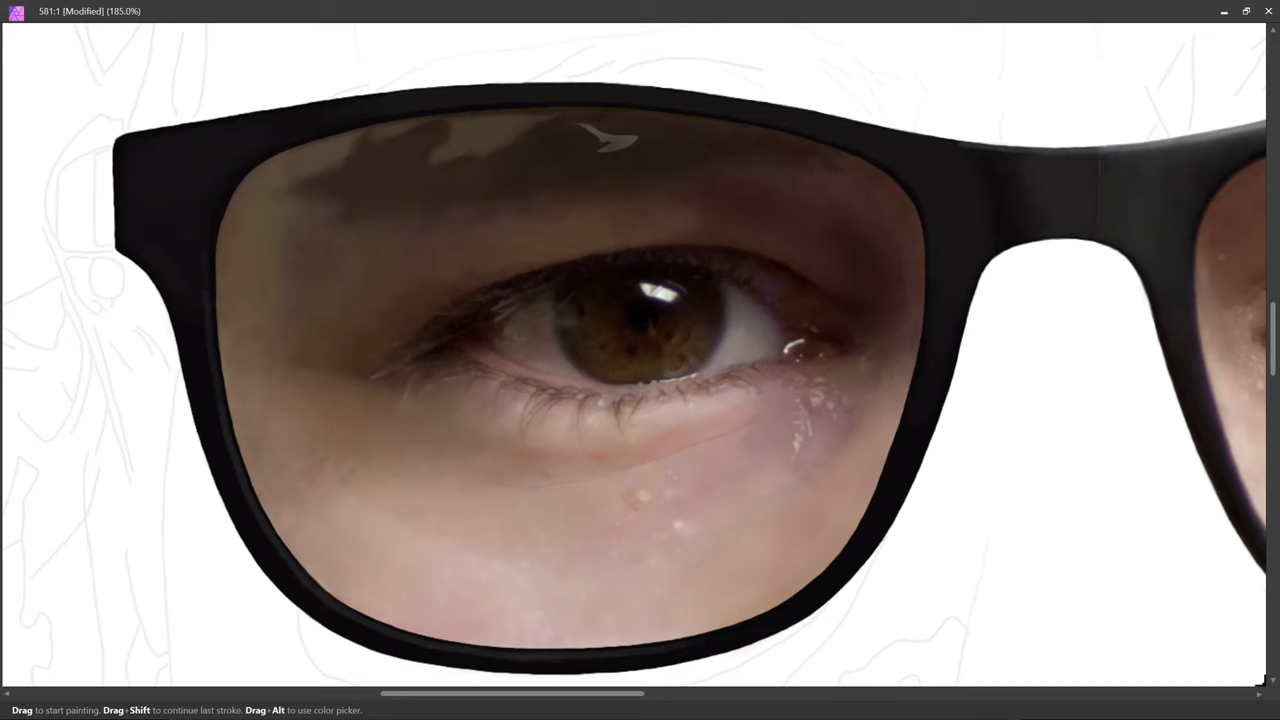 581:1 [Modified] (185.0%)
Drag to start painting. Drag+Shift to continue last stroke. Drag+Alt to use color picker.